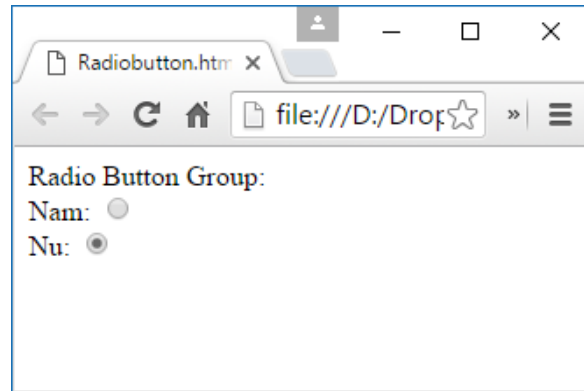 Radiobutton.htm
file:///D:/Drop
Radio Button Group:
Nam:
Nu: